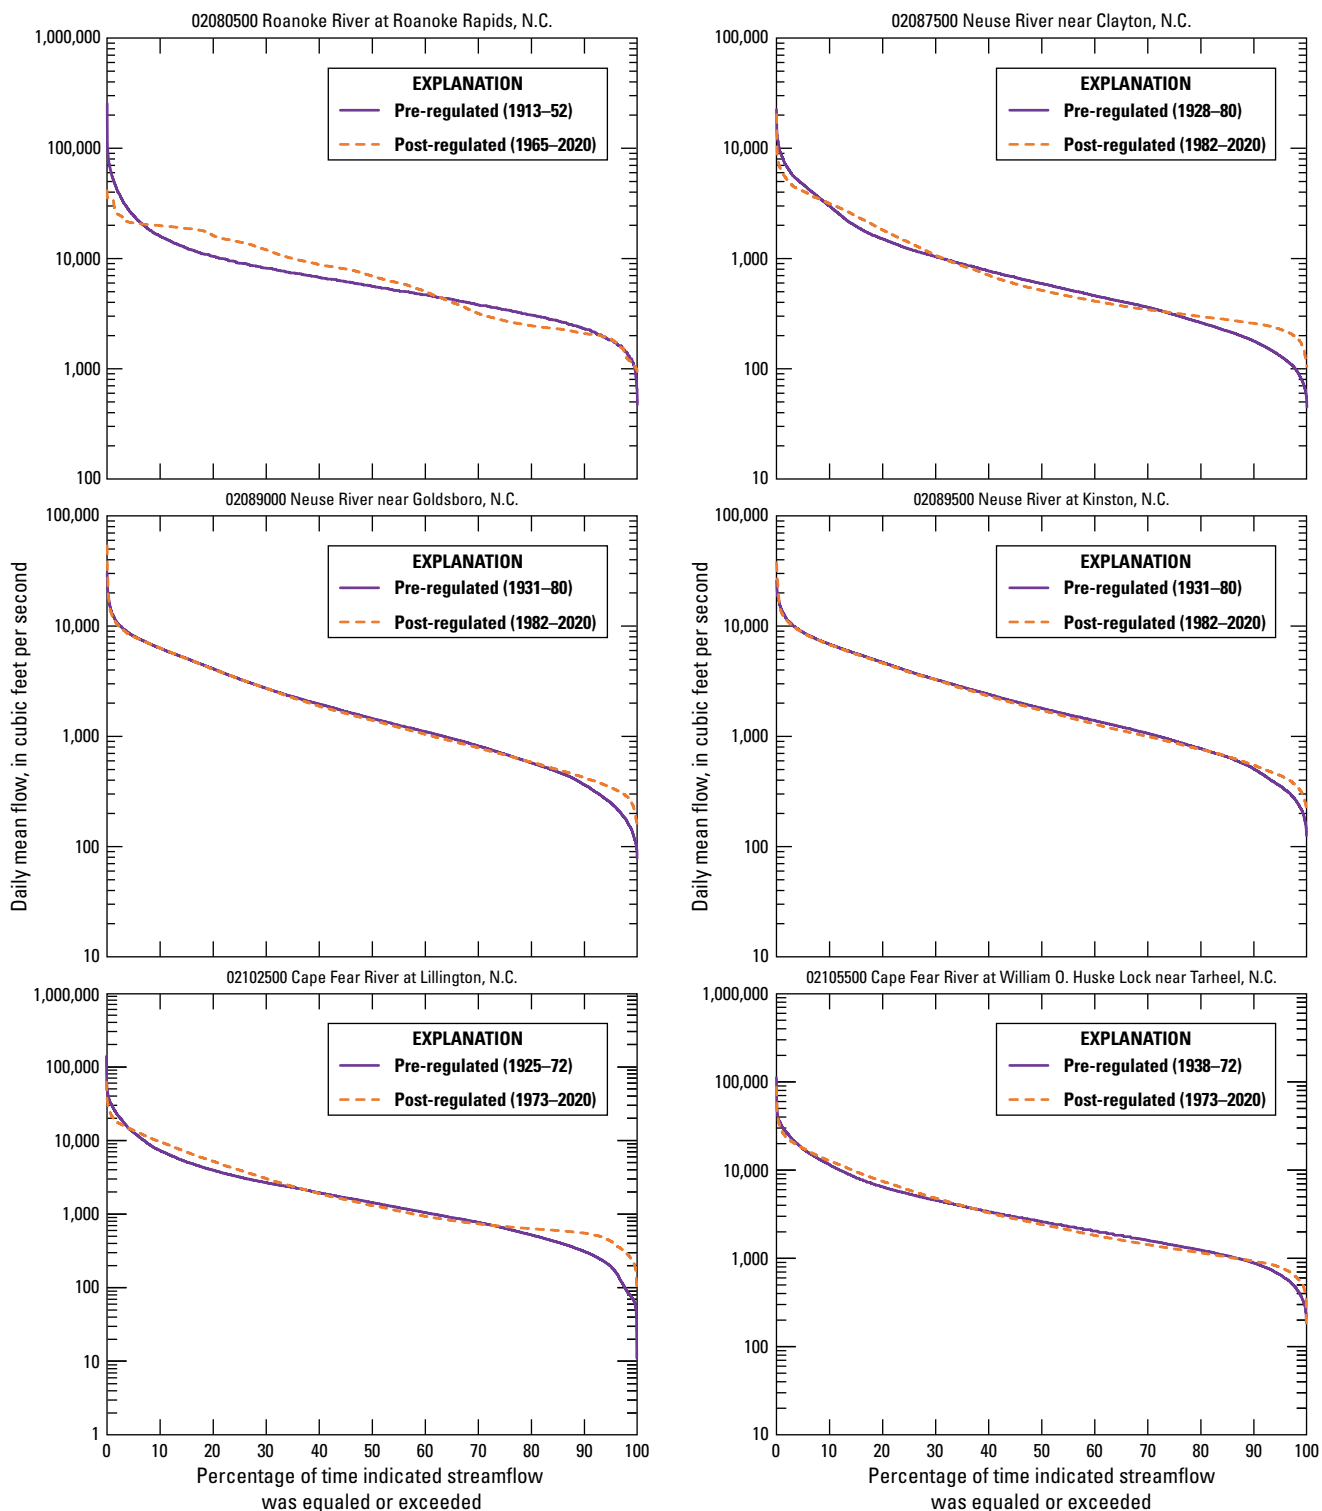 02080500 Roanoke River at Roanoke Rapids, N.C.
1,000,000
100,000
10,000
1,000
100
EXPLANATION
Pre-regulated (1913–52)
Post-regulated (1965–2020)
02087500 Neuse River near Clayton, N.C.
100,000
10,000
1,000
100
10
EXPLANATION
Pre-regulated (1928–80)
Post-regulated (1982–2020)
02089000 Neuse River near Goldsboro, N.C.
100,000
10,000
1,000
100
10
EXPLANATION
Pre-regulated (1931–80)
Post-regulated (1982–2020)
Daily mean flow, in cubic feet per second
02089500 Neuse River at Kinston, N.C.
100,000
10,000
1,000
100
10
EXPLANATION
Pre-regulated (1931–80)
Post-regulated (1982–2020)
Daily mean flow, in cubic feet per second
02102500 Cape Fear River at Lillington, N.C.
1,000,000
100,000
10,000
1,000
100
10
1
EXPLANATION
Pre-regulated (1925–72)
Post-regulated (1973–2020)
0 10 20 30 40 50 60 70 80 90 100
Percentage of time indicated streamflow
was equaled or exceeded
02105500 Cape Fear River at William O. Huske Lock near Tarheel, N.C.
1,000,000
100,000
10,000
1,000
100
10
EXPLANATION
Pre-regulated (1938–72)
Post-regulated (1973–2020)
0 10 20 30 40 50 60 70 80 90 100
Percentage of time indicated streamflow
was equaled or exceeded